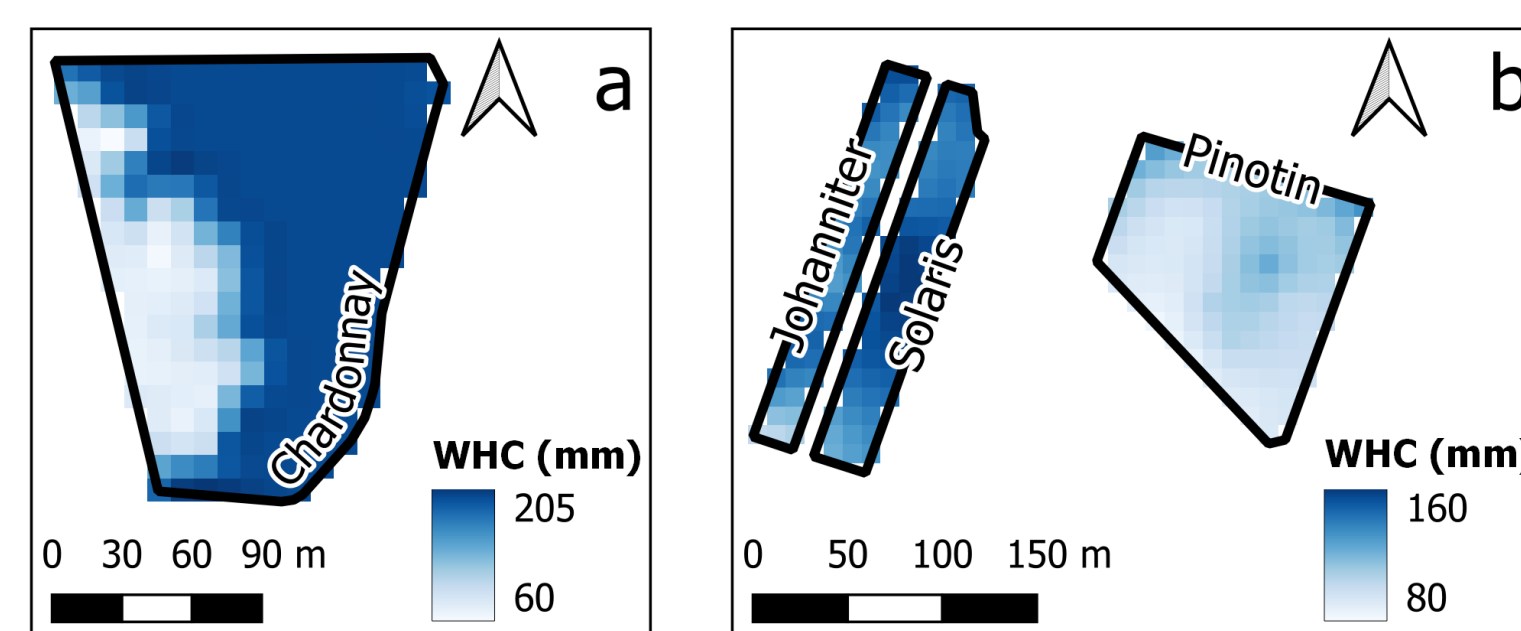 a
Chardonnay
WHC (mm)
205
60
0 30 60 90 m
b
Johanniter
Solaris
Pinotin
WHC (mm)
160
80
0 50 100 150 m